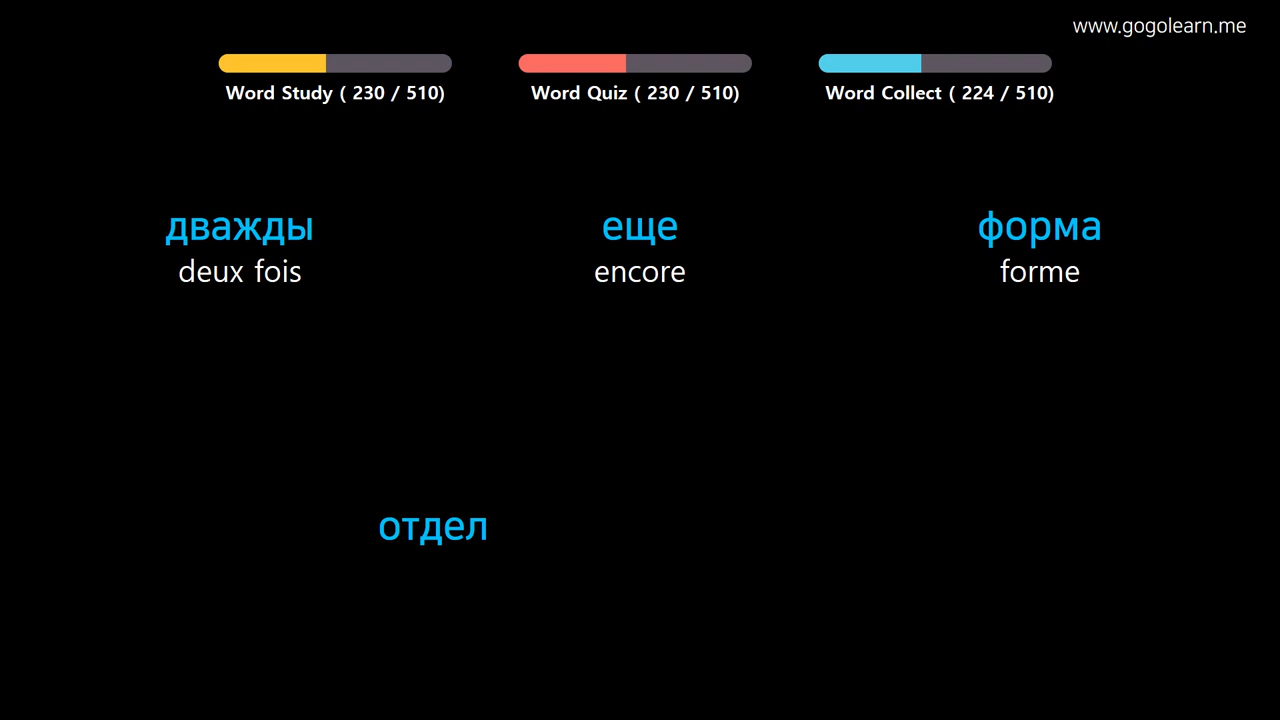 www.gogolearn.me
Word Study ( 230 / 510)
Word Quiz ( 230 / 510)
Word Collect ( 224 / 510)
дважды
deux fois
еще
encore
форма
forme
отдел